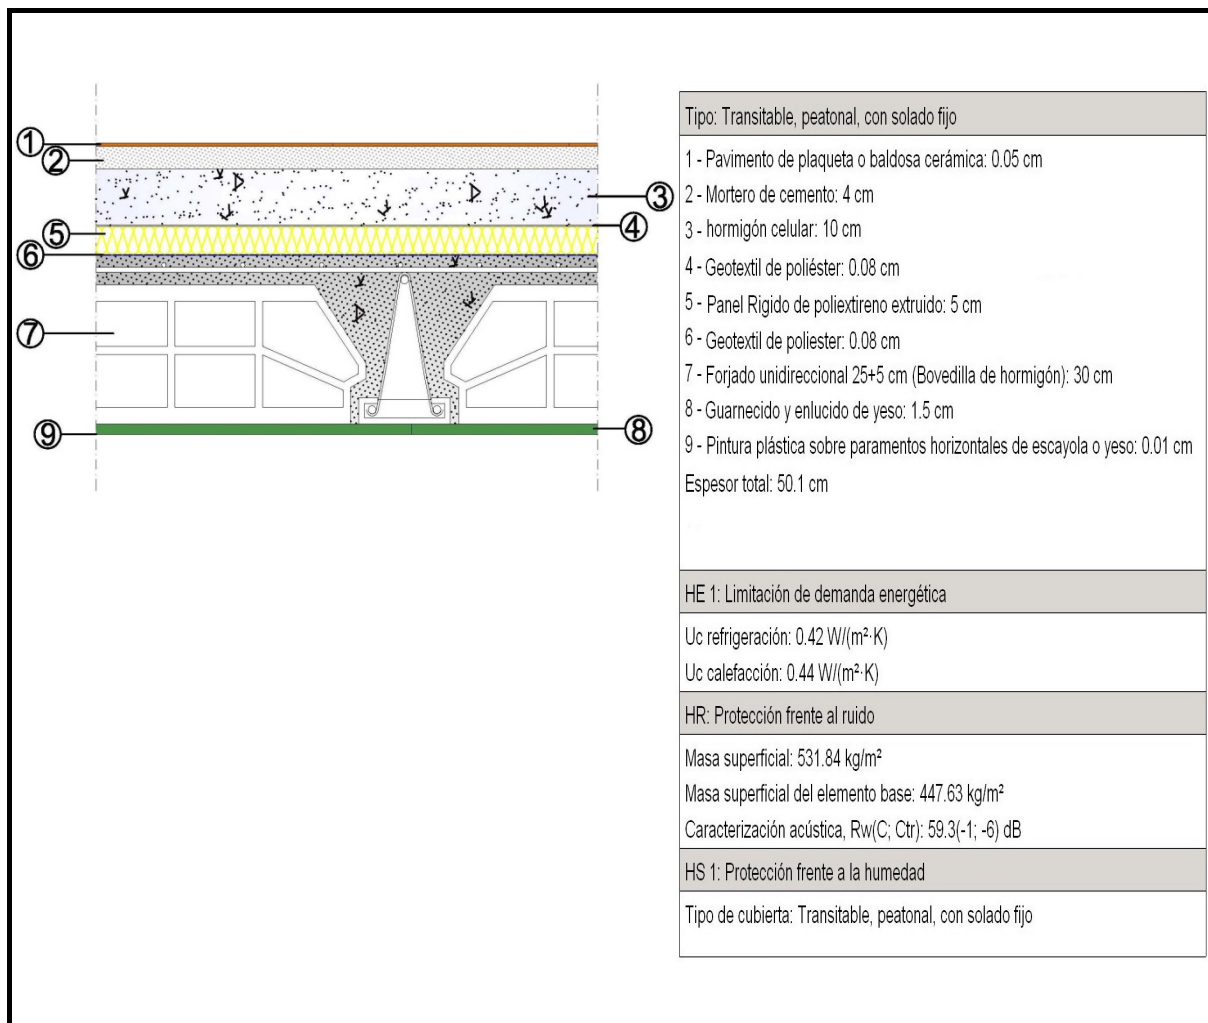 1
2
3
4
5
6
7
8
9
Tipo: Transitable, peatonal, con solado fijo
1 - Pavimento de plaqueta o baldosa cerámica: 0.05 cm
2 - Mortero de cemento: 4 cm
3 - hormigón celular: 10 cm
4 - Geotextil de poliéster: 0.08 cm
5 - Panel Rigido de poliextireno extruido: 5 cm
6 - Geotextil de poliester: 0.08 cm
7 - Forjado unidireccional 25+5 cm (Bovedilla de hormigón): 30 cm
8 - Guarnecido y enlucido de yeso: 1.5 cm
9 - Pintura plástica sobre paramentos horizontales de escayola o yeso: 0.01 cm
Espesor total: 50.1 cm
HE 1: Limitación de demanda energética
Uc refrigeración: 0.42 W/(m²·K)
Uc calefacción: 0.44 W/(m²·K)
HR: Protección frente al ruido
Masa superficial: 531.84 kg/m²
Masa superficial del elemento base: 447.63 kg/m²
Caracterización acústica, Rw(C; Ctr): 59.3(-1; -6) dB
HS 1: Protección frente a la humedad
Tipo de cubierta: Transitable, peatonal, con solado fijo